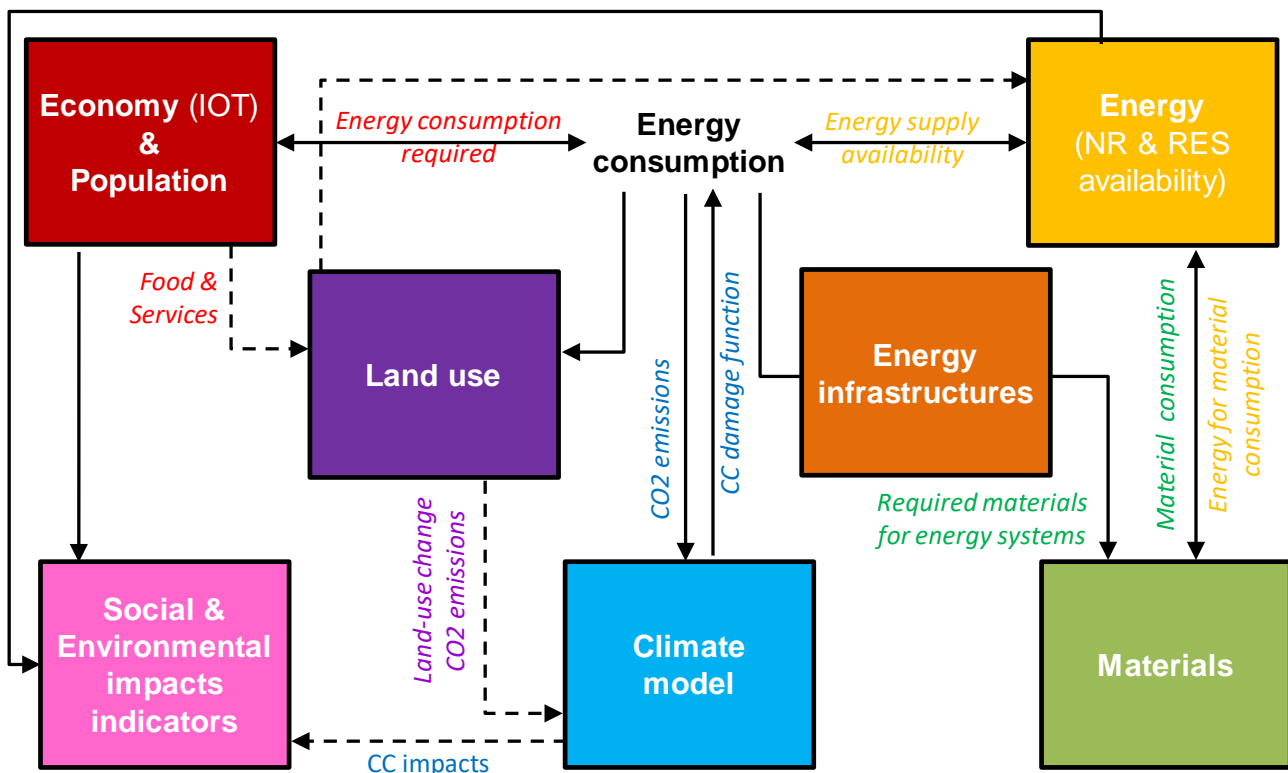 Economy (IOT)
&
Population
Energy consumption
required
Energy
consumption
Energy supply
availability
Energy
(NR & RES
availability)
Food &
Services
Land use
CO2 emissions
CC damage function
Energy
infrastructures
Material consumption
Energy for material
consumption
Required materials
for energy systems
Land-use change
CO2 emissions
Social &
Environmental
impacts
indicators
Climate
model
Materials
CC impacts